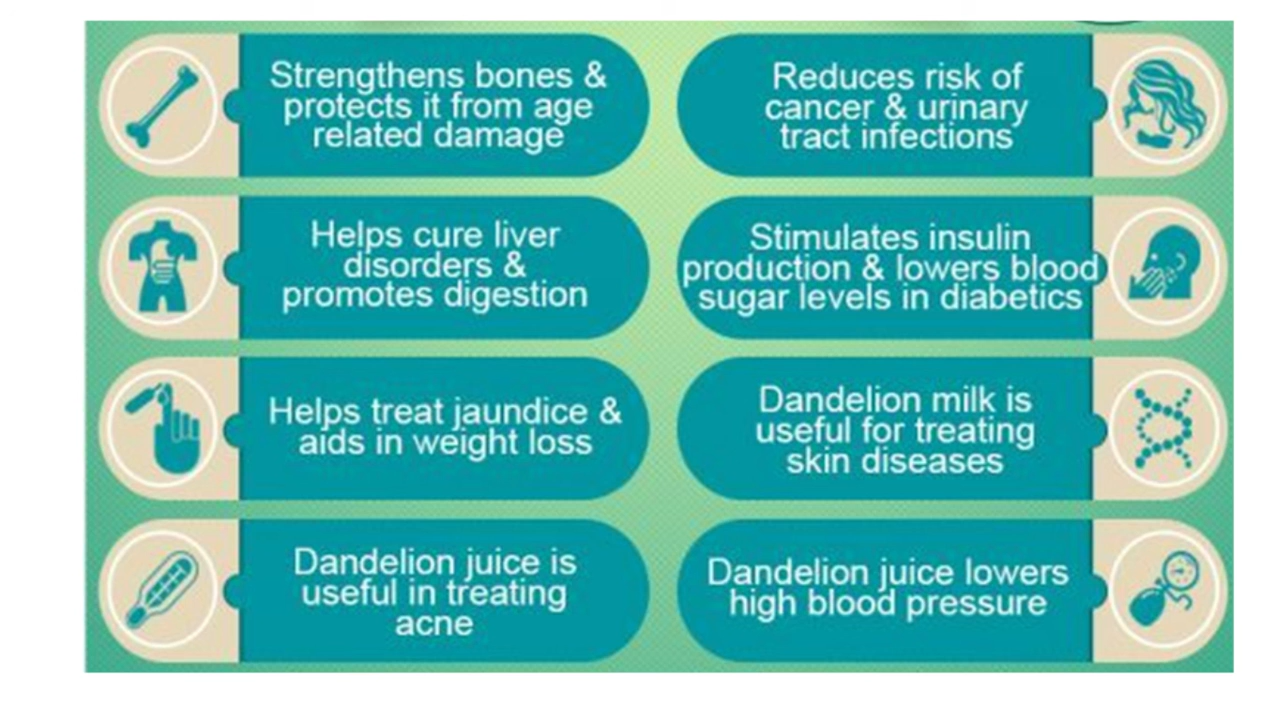 Strengthens bones &
protects it from age
related damage
Reduces risk of
cancer & urinary
tract infections
Helps cure liver
disorders &
promotes digestion
Stimulates insulin
production & lowers blood
sugar levels in diabetics
Helps treat jaundice &
aids in weight loss
Dandelion milk is
useful for treating
skin diseases
Dandelion juice is
useful in treating
acne
Dandelion juice lowers
high blood pressure